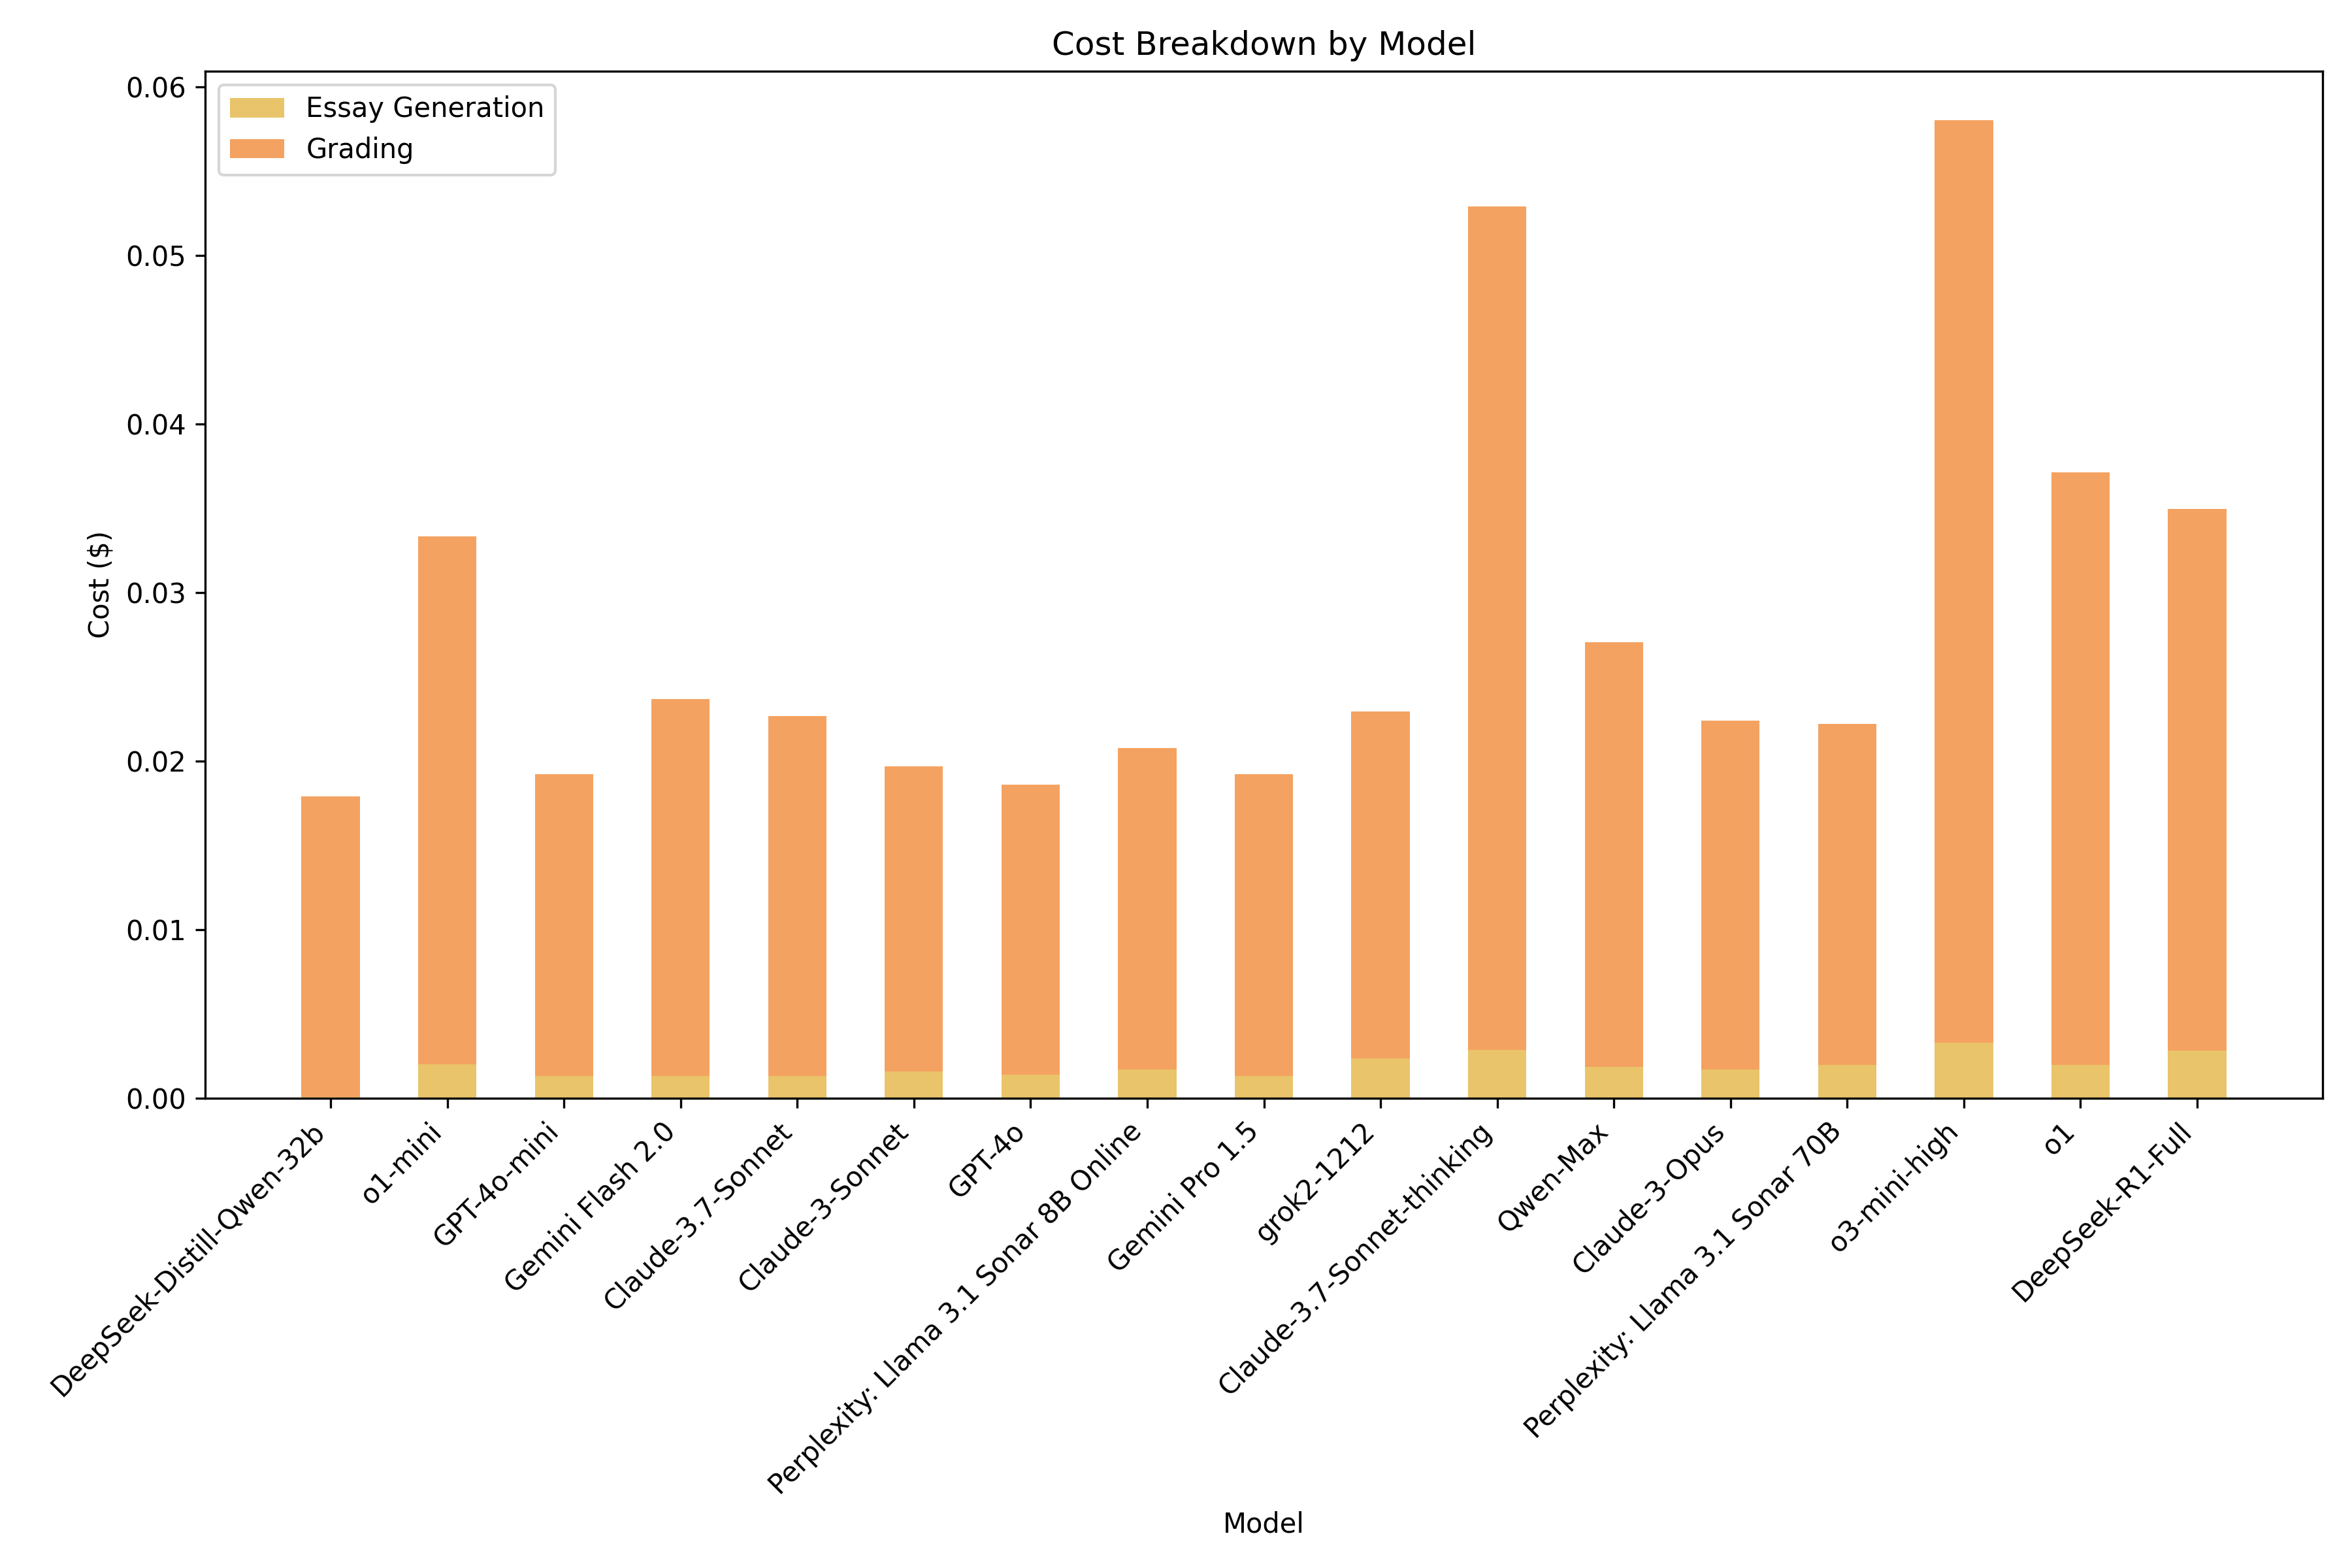 Cost Breakdown by Model
Essay Generation
Grading
Cost ($)
0.06
0.05
0.04
0.03
0.02
0.01
0.00
DeepSeek-Distill-Qwen-32b
o1-mini
GPT-4o-mini
Gemini Flash 2.0
Claude-3.7-Sonnet
Claude-3-Sonnet
GPT-4o
Perplexity: Llama 3.1 Sonar 8B Online
Gemini Pro 1.5
grok2-1212
Claude-3.7-Sonnet-thinking
Qwen-Max
Claude-3-Opus
Perplexity: Llama 3.1 Sonar 70B
o3-mini-high
o1
DeepSeek-R1-Full
Model